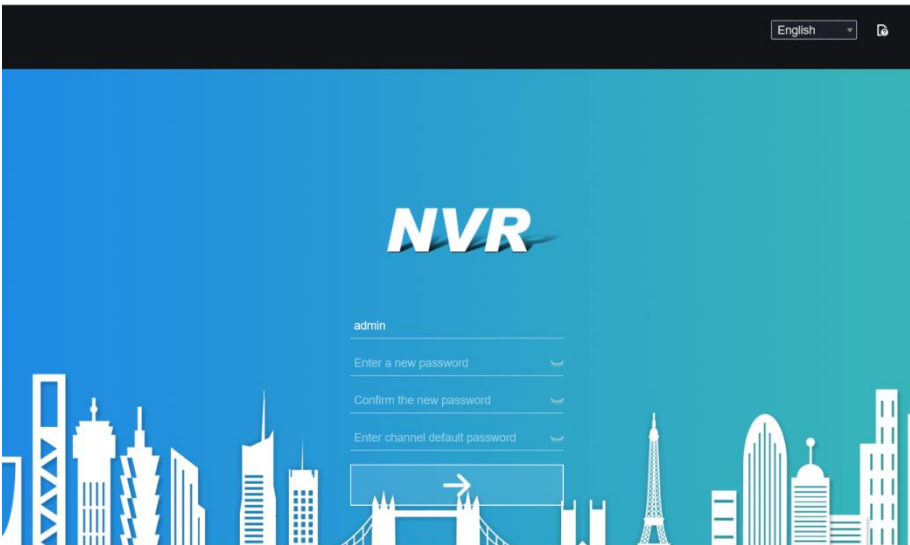 English
NVR
admin
Enter a new password
Confirm the new password
Enter channel default password